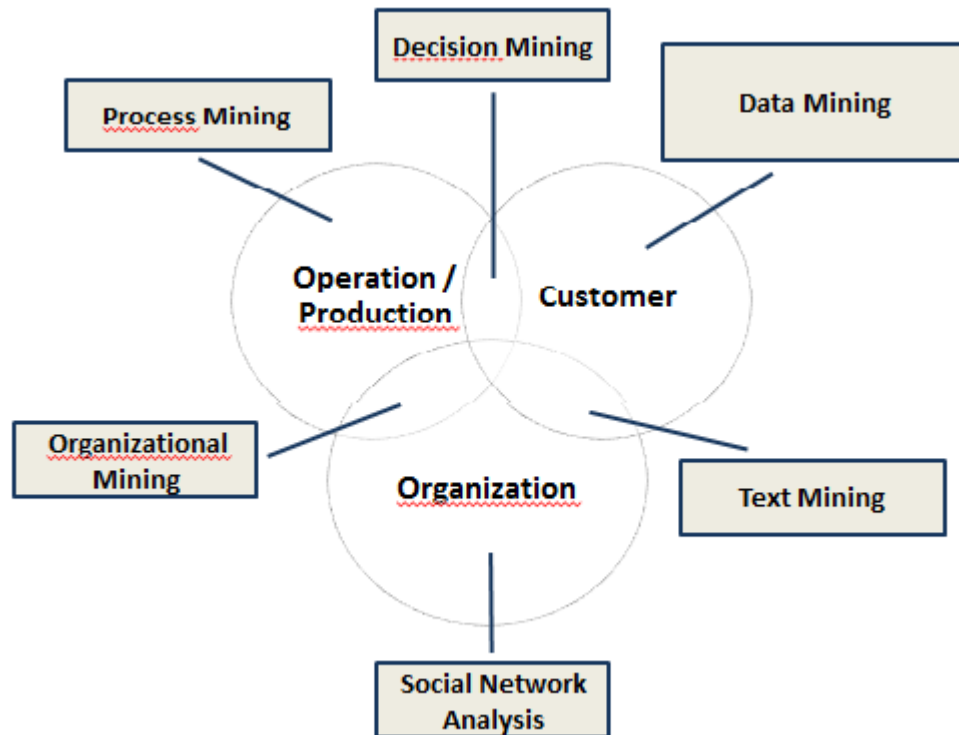 Decision Mining
Data Mining
Process Mining
Operation /
Production
Customer
Organizational
Mining
Organization
Text Mining
Social Network
Analysis